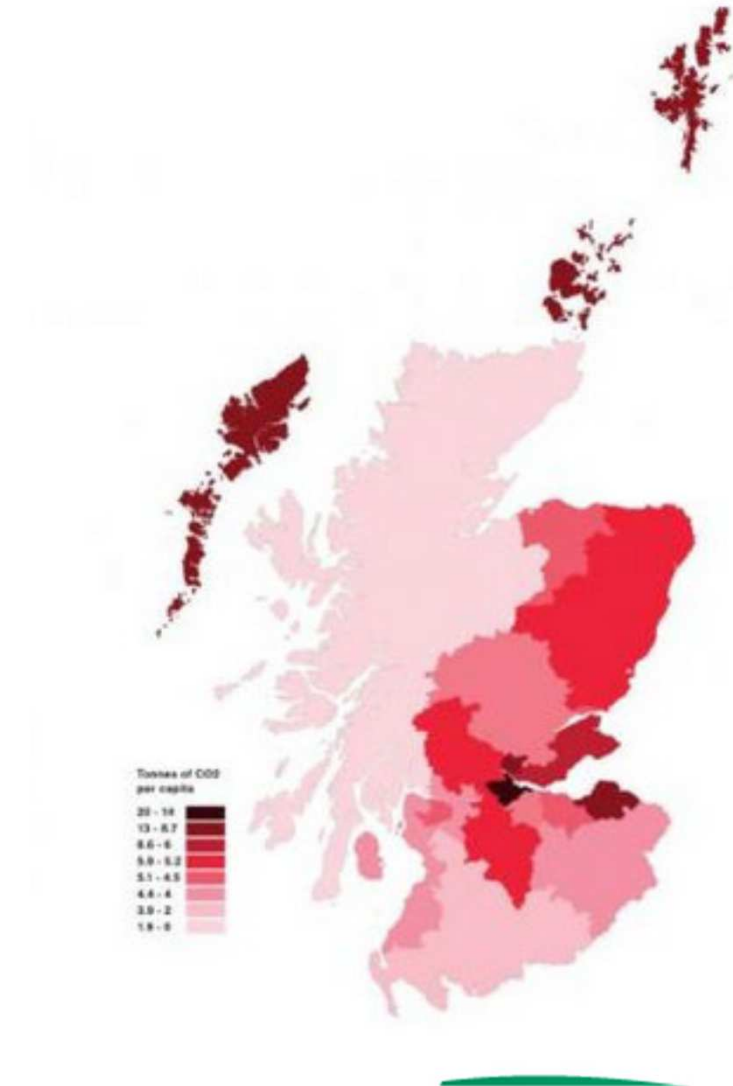 Tonnes of CO2
per capita
20 - 14
13 - 8.7
8.6 - 6
5.9 - 5.2
5.1 - 4.5
4.4 - 4
3.9 - 2
1.9 - 0